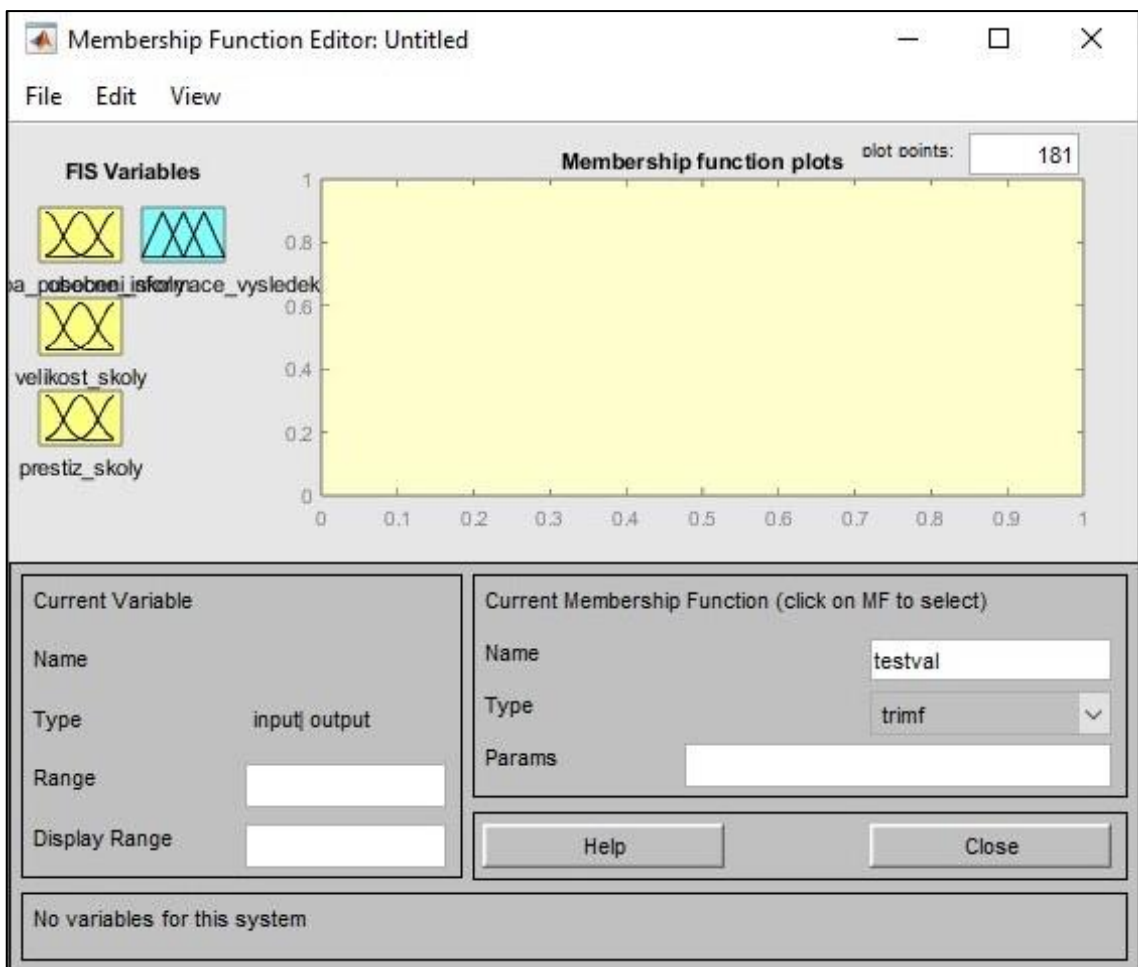 Membership Function Editor: Untitled
File Edit View
FIS Variables
Membership function plots
plot points:
181
1
0.8
0.6
0.4
0.2
0
0 0.1 0.2 0.3 0.4 0.5 0.6 0.7 0.8 0.9 1
velikost_skoly
prestiz_skoly
Current Variable
Name
Type input| output
Range
Display Range
Current Membership Function (click on MF to select)
Name testval
Type trimf
Params
Help Close
No variables for this system